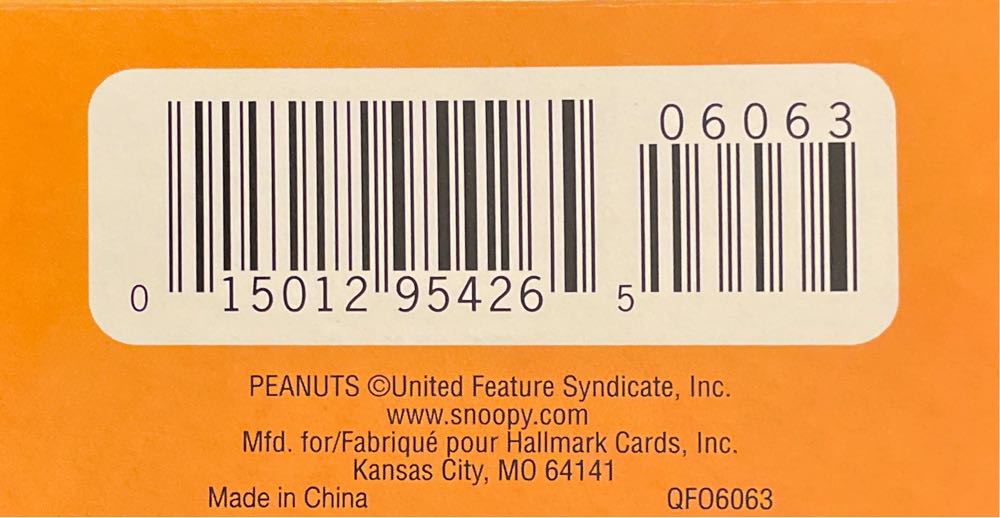 06063
0 15012 95426 5
PEANUTS ©United Feature Syndicate, Inc.
www.snoopy.com
Mfd. for/Fabriqué pour Hallmark Cards, Inc.
Kansas City, MO 64141
Made in China QFO6063